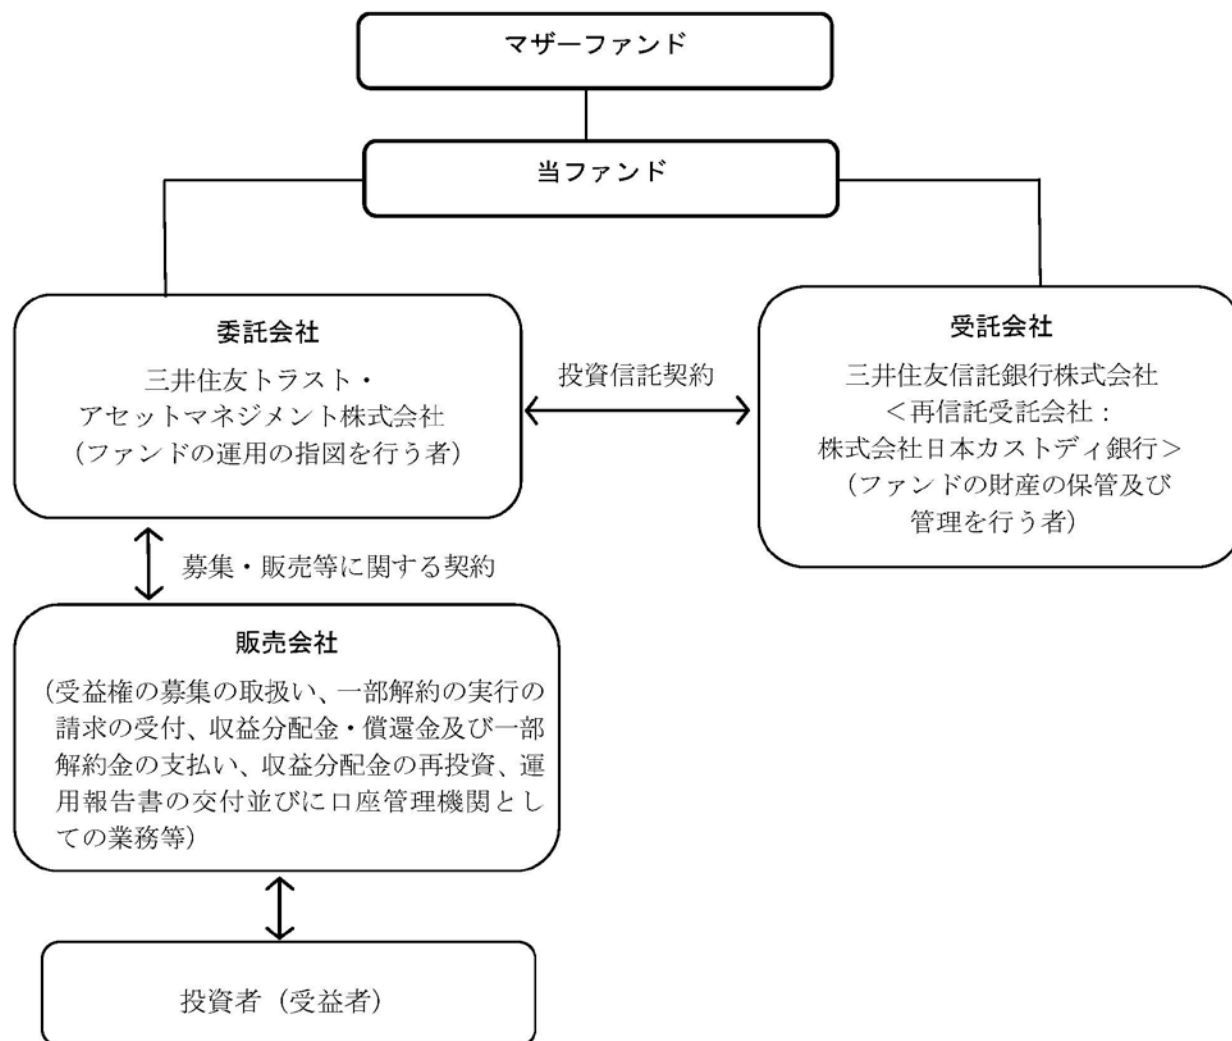 マザーファンド
当ファンド
委託会社
三井住友トラスト・
アセットマネジメント株式会社
（ファンドの運用の指図を行う者）
投資信託契約
受託会社
三井住友信託銀行株式会社
＜再信託受託会社：
株式会社日本カストディ銀行＞
（ファンドの財産の保管及び
管理を行う者）
募集・販売等に関する契約
販売会社
（受益権の募集の取扱い、一部解約の実行の
請求の受付、収益分配金・償還金及び一部
解約金の支払い、収益分配金の再投資、運
用報告書の交付並びに口座管理機関とし
ての業務等）
投資者（受益者）